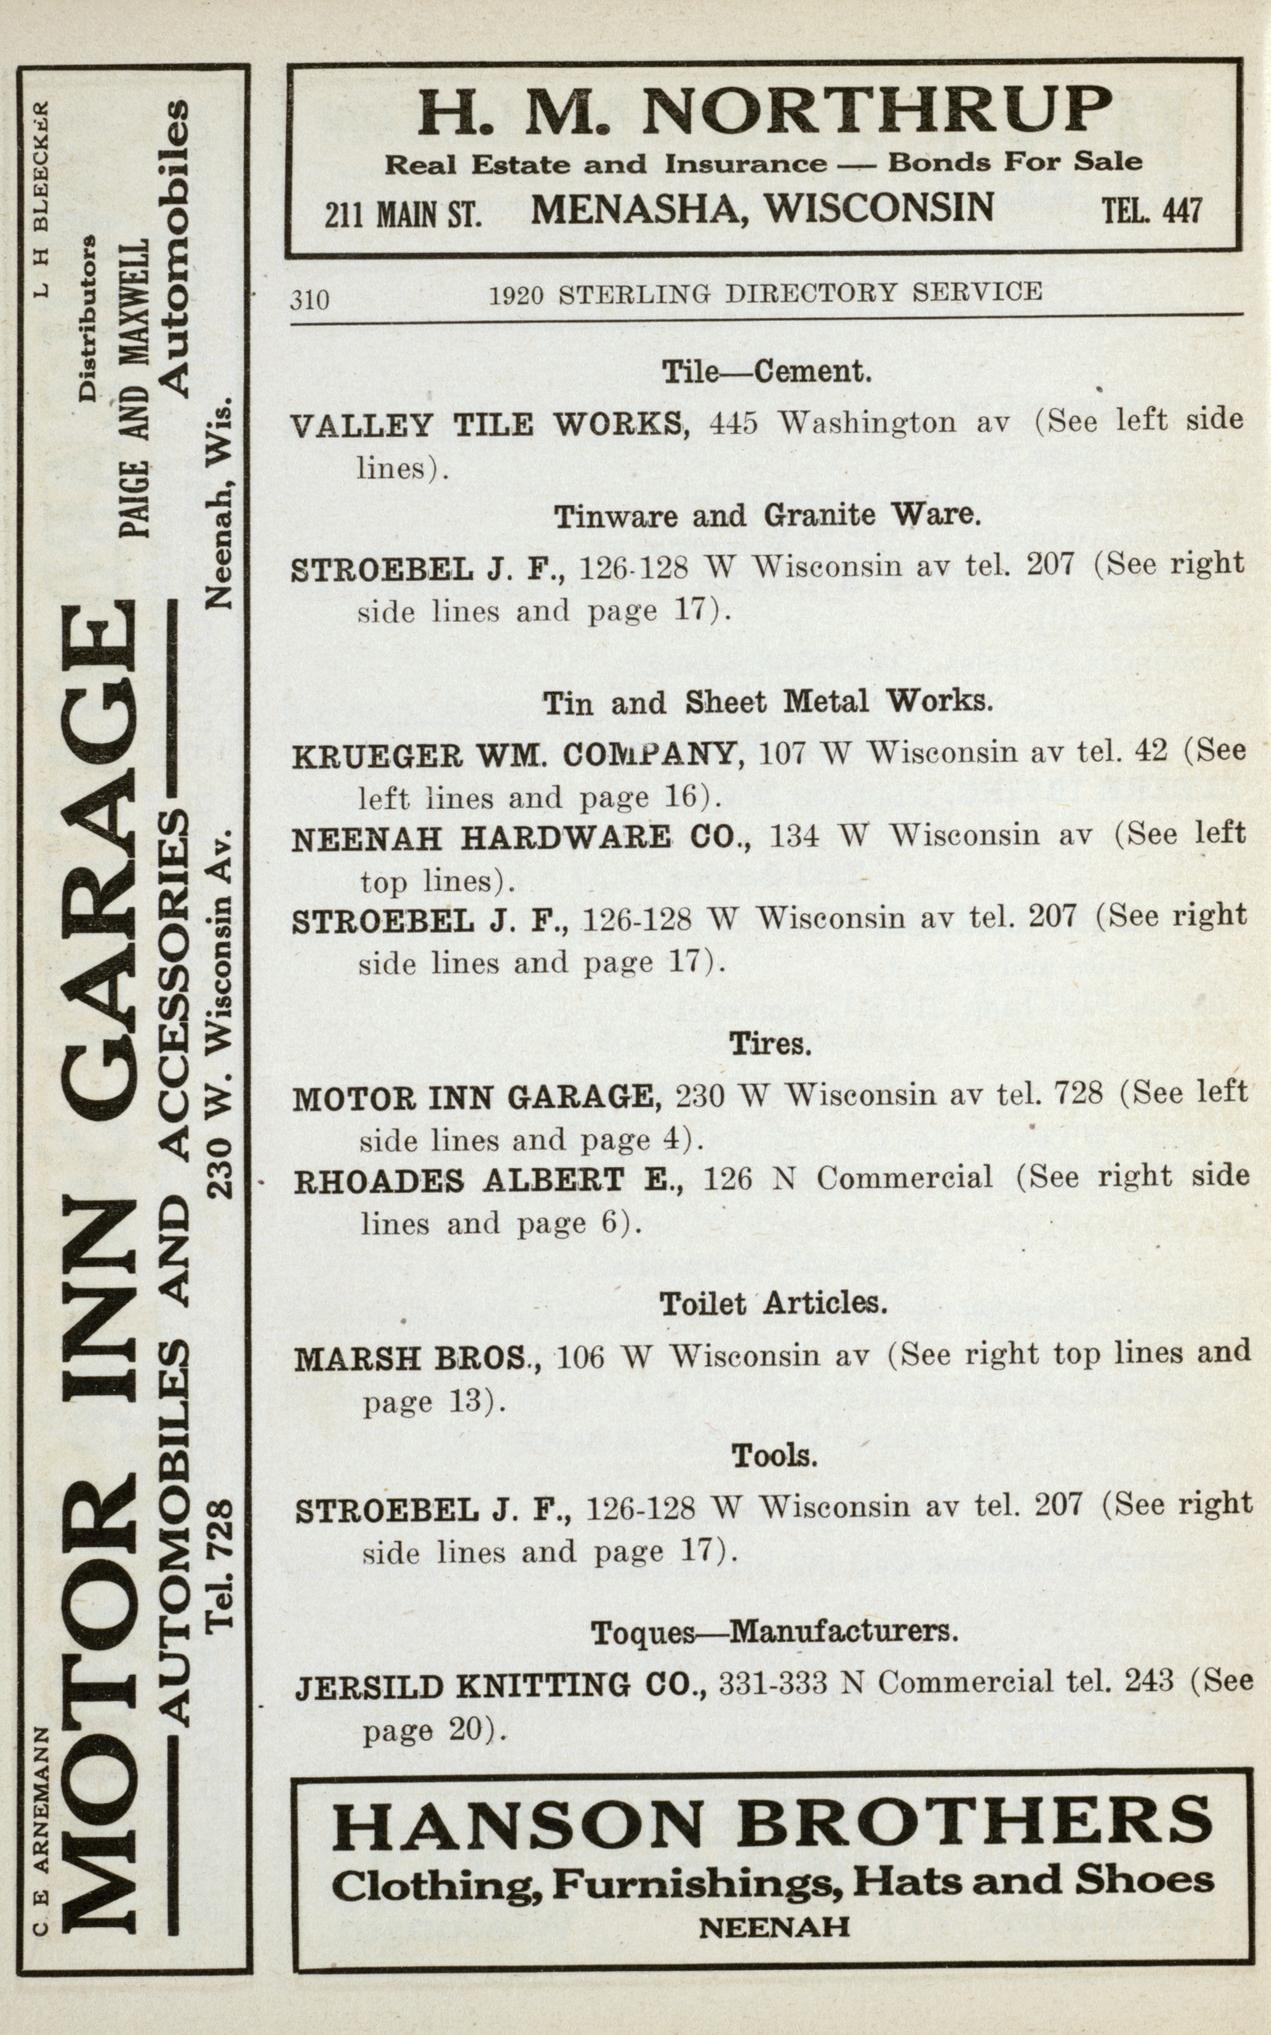 H. M. NORTHRUP
Real Estate and Insurance — Bonds For Sale
211 MAIN ST. MENASHA, WISCONSIN TEL. 447
310 1920 STERLING DIRECTORY SERVICE
Tile—Cement.
VALLEY TILE WORKS, 445 Washington av (See left side
lines).
Tinware and Granite Ware.
STROEBEL J. F., 126-128 W Wisconsin av tel. 207 (See right
side lines and page 17).
Tin and Sheet Metal Works.
KRUEGER WM. COMPANY, 107 W Wisconsin av tel. 42 (See
left lines and page 16).
NEENAH HARDWARE CO., 134 W Wisconsin av (See left
top lines).
STROEBEL J. F., 126-128 W Wisconsin av tel. 207 (See right
side lines and page 17).
Tires.
MOTOR INN GARAGE, 230 W Wisconsin av tel. 728 (See left
side lines and page 4).
RHOADES ALBERT E., 126 N Commercial (See right side
lines and page 6).
Toilet Articles.
MARSH BROS., 106 W Wisconsin av (See right top lines and
page 13).
Tools.
STROEBEL J. F., 126-128 W Wisconsin av tel. 207 (See right
side lines and page 17).
Toques—Manufacturers.
JERSILD KNITTING CO., 331-333 N Commercial tel. 243 (See
page 20).
HANSON BROTHERS
Clothing, Furnishings, Hats and Shoes
NEENAH
C. E ARNEMANN L H BLEECKER
MOTOR INN GARAGE
Distributors
PAIGE AND MAXWELL
Automobiles
—AUTOMOBILES AND ACCESSORIES—
Tel. 728 230 W. Wisconsin Av. Neenah, Wis.